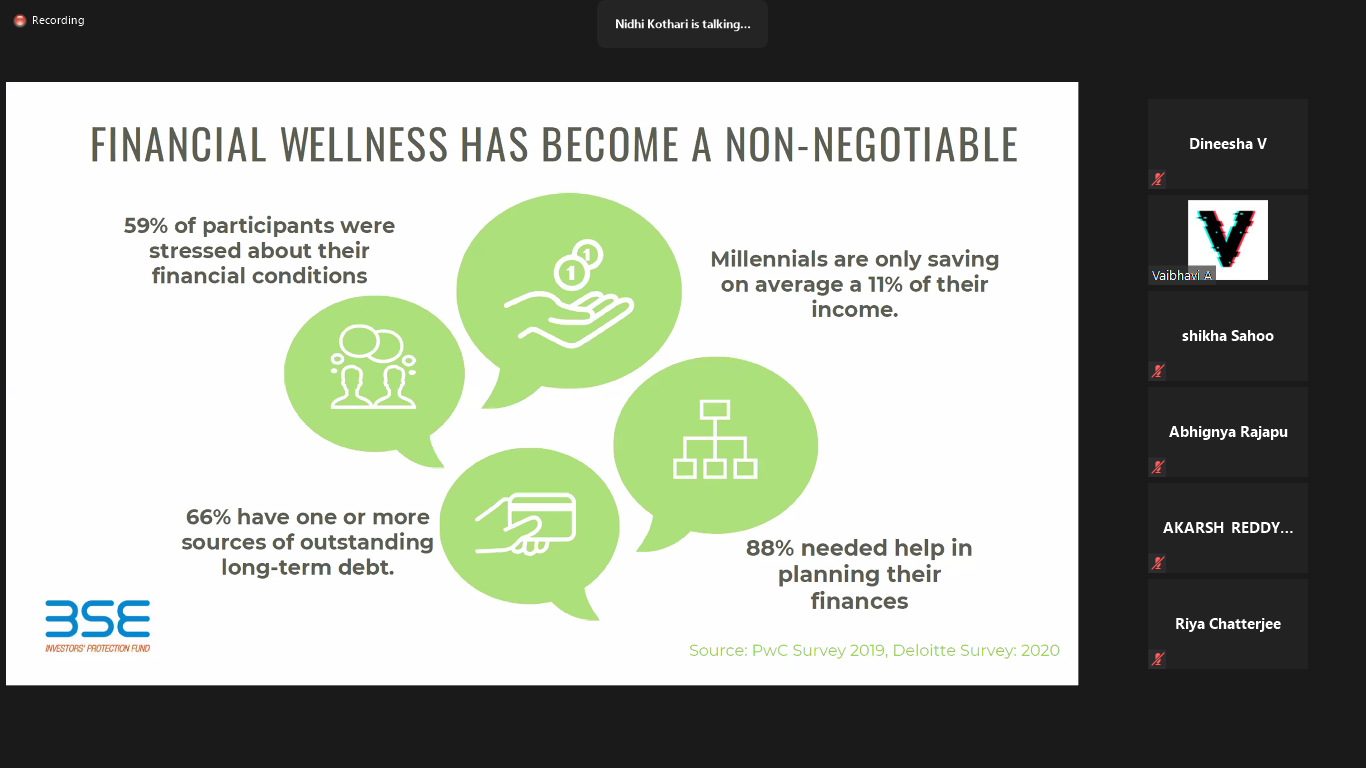 Recording
Nidhi Kothari is talking...
FINANCIAL WELLNESS HAS BECOME A NON-NEGOTIABLE
59% of participants were
stressed about their
financial conditions
1
1
Millennials are only saving
on average a 11% of their
income.
66% have one or more
sources of outstanding
long-term debt.
88% needed help in
planning their
finances
BSE
INVESTORS' PROTECTION FUND
Source: PwC Survey 2019, Deloitte Survey: 2020
Dineesha V
V
Vaibhavi A
shikha Sahoo
Abhignya Rajapu
AKARSH REDDY...
Riya Chatterjee